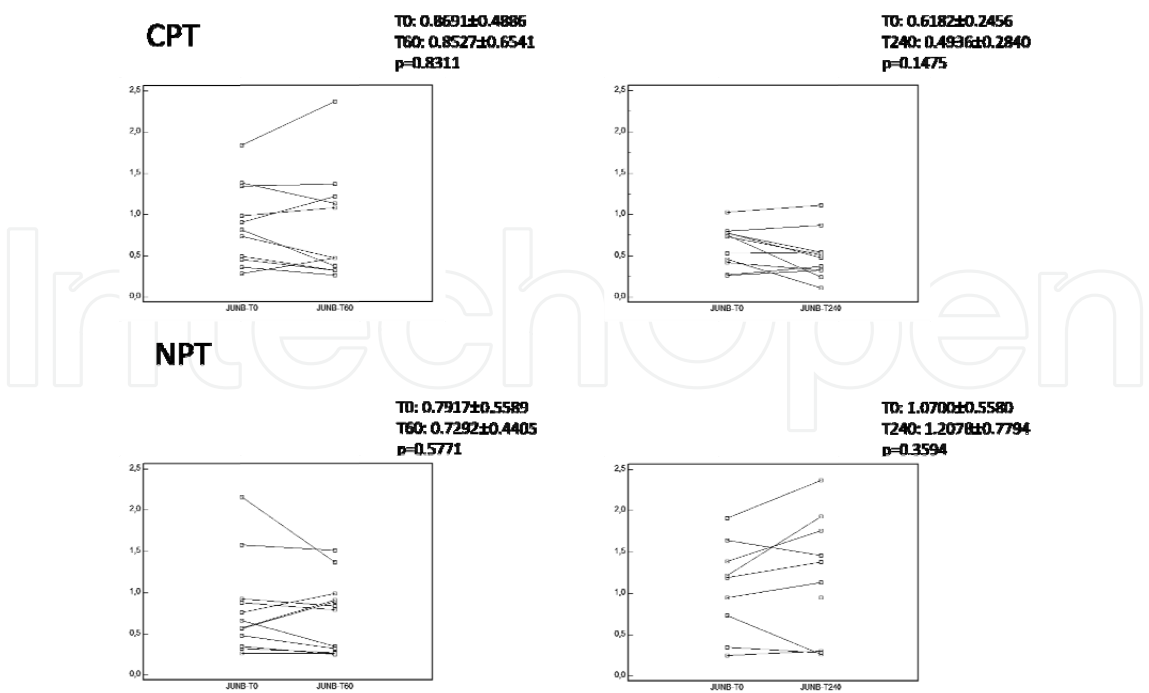 CPT
T0: 0.8691±0.4886
T60: 0.8527±0.6541
p=0.8311
T0: 0.6182±0.2456
T240: 0.4936±0.2840
p=0.1475
2,5
2,0
1,5
1,0
0,5
0,0
JUNB-T0 JUNB-T60
2,5
2,0
1,5
1,0
0,5
0,0
JUNB-T0 JUNB-T240
IntechOpen
NPT
T0: 0.7917±0.5589
T60: 0.7292±0.4405
p=0.5771
T0: 1.0700±0.5580
T240: 1.2078±0.7794
p=0.3594
2,5
2,0
1,5
1,0
0,5
0,0
JUNB-T0 JUNB-T60
2,5
2,0
1,5
1,0
0,5
0,0
JUNB-T0 JUNB-T240